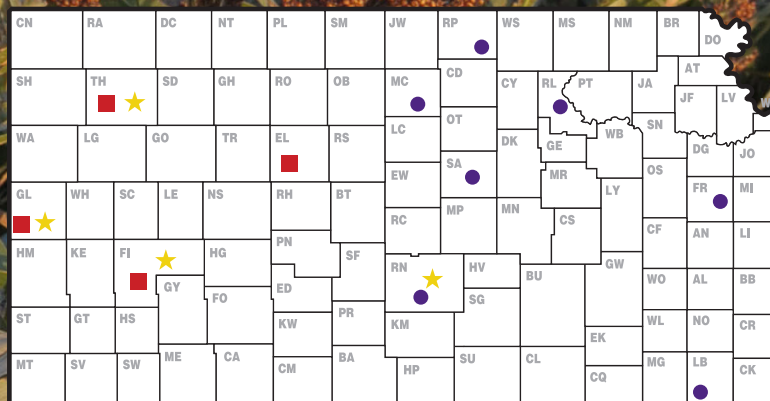 CN RA DC NT PL SM JW RP WS MS NM BR DO
SH TH SD GH RO OB MC CD CY RL PT JA AT
JF LV
WA LG GO TR EL RS LC OT DK GE WB SN DG JO
GL WH SC LE NS RH BT EW SA MR LY OS FR MI
RC MP MN CS
HM KE FI HG PN SF RN HV BU GW CF AN LI
GY FO ED SG WO AL BB
ST GT HS KW PR KM EK WL NO CR
MT SV SW ME CA CM BA HP SU CL CQ MG LB CK